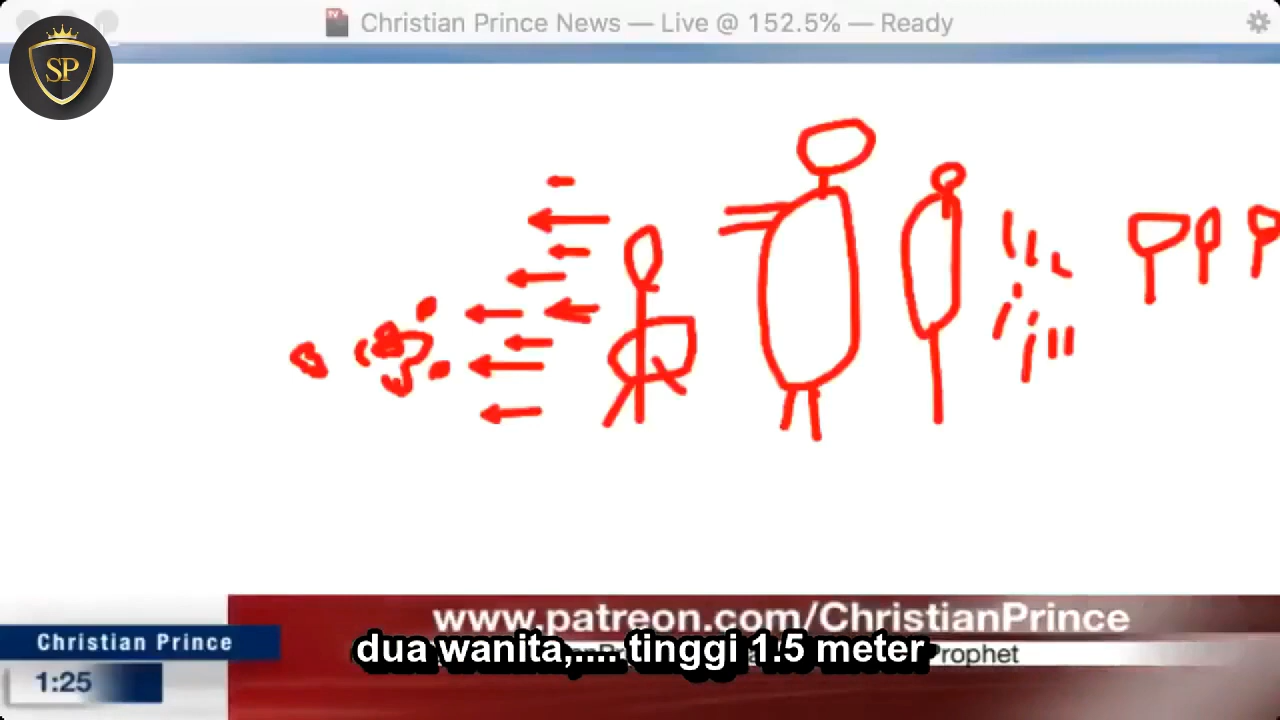 Christian Prince News — Live @ 152.5% — Ready
TV
SP
www.patreon.com/ChristianPrince
Christian Prince
dua wanita,.... tinggi 1.5 meter
Prophet
1:25